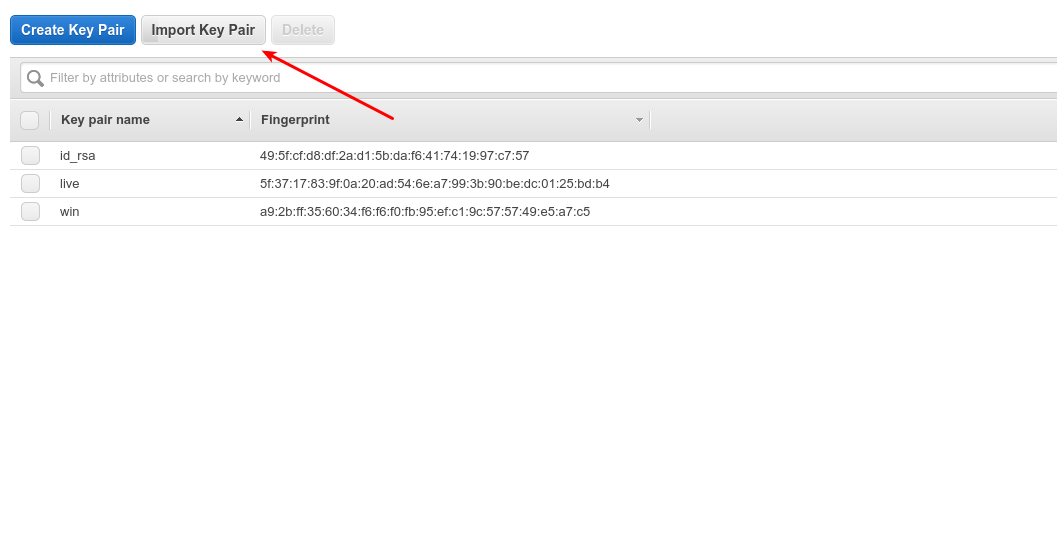 Create Key Pair Import Key Pair Delete
Filter by attributes or search by keyword
Key pair name Fingerprint
id_rsa 49:5f:cf:d8:df:2a:d1:5b:da:f6:41:74:19:97:c7:57
live 5f:37:17:83:9f:0a:20:ad:54:6e:a7:99:3b:90:be:dc:01:25:bd:b4
win a9:2b:ff:35:60:34:f6:f6:f0:fb:95:ef:c1:9c:57:57:49:e5:a7:c5